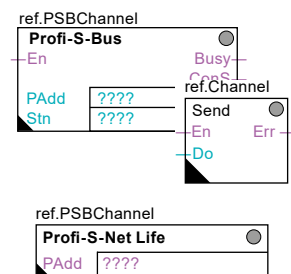 ref.PSBChannel
Profi-S-Bus
En Busy
ConS
ref.Channel
PAdd ????
Send
Stn ????
En Err
Do
ref.PSBChannel
Profi-S-Net Life
PAdd ????